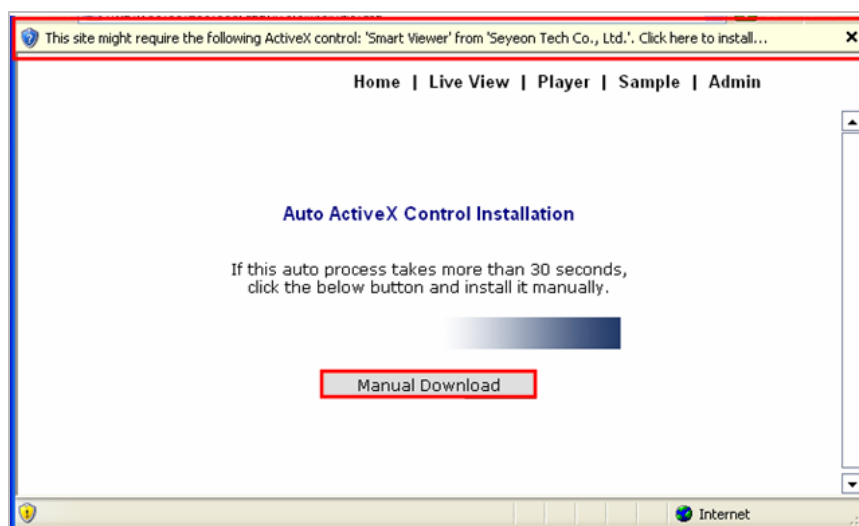 This site might require the following ActiveX control: 'Smart Viewer' from 'Seyeon Tech Co., Ltd.'. Click here to install...
Home | Live View | Player | Sample | Admin
Auto ActiveX Control Installation
If this auto process takes more than 30 seconds,
click the below button and install it manually.
Manual Download
Internet